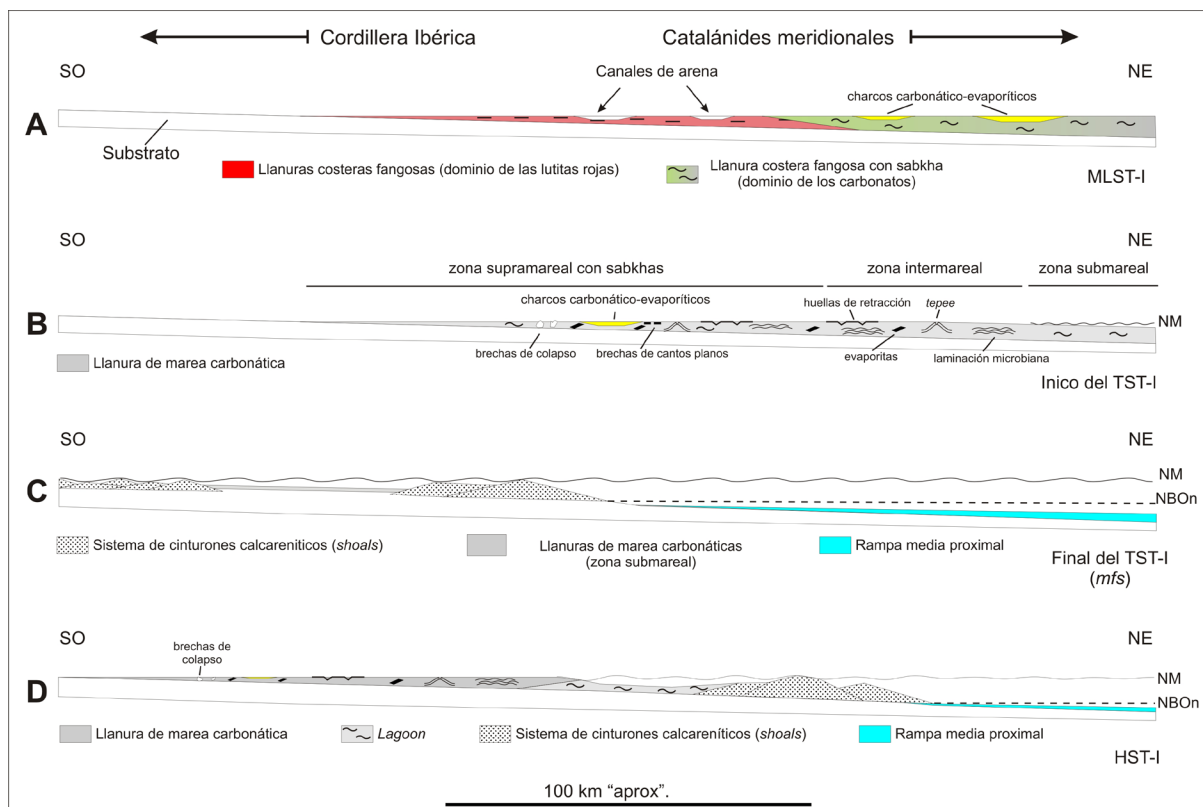 Cordillera Ibérica
Catalánides meridionales
SO
NE
Canales de arena
charcos carbonático-evaporíticos
A
Substrato
Llanuras costeras fangosas (dominio de las lutitas rojas)
Llanura costera fangosa con sabkha
(dominio de los carbonatos)
MLST-I
SO
NE
zona supramareal con sabkhas
zona intermareal
zona submareal
charcos carbonático-evaporíticos
huellas de retracción
tepee
B
NM
brechas de colapso
brechas de cantos planos
evaporitas
laminación microbiana
Llanura de marea carbonática
Inico del TST-I
SO
NE
C
NM
NBOn
Sistema de cinturones calcareniticos (shoals)
Llanuras de marea carbonáticas
(zona submareal)
Rampa media proximal
Final del TST-I
(mfs)
SO
NE
brechas de
colapso
D
NM
NBOn
Llanura de marea carbonática
Lagoon
Sistema de cinturones calcareníticos (shoals)
Rampa media proximal
HST-I
100 km “aprox”.